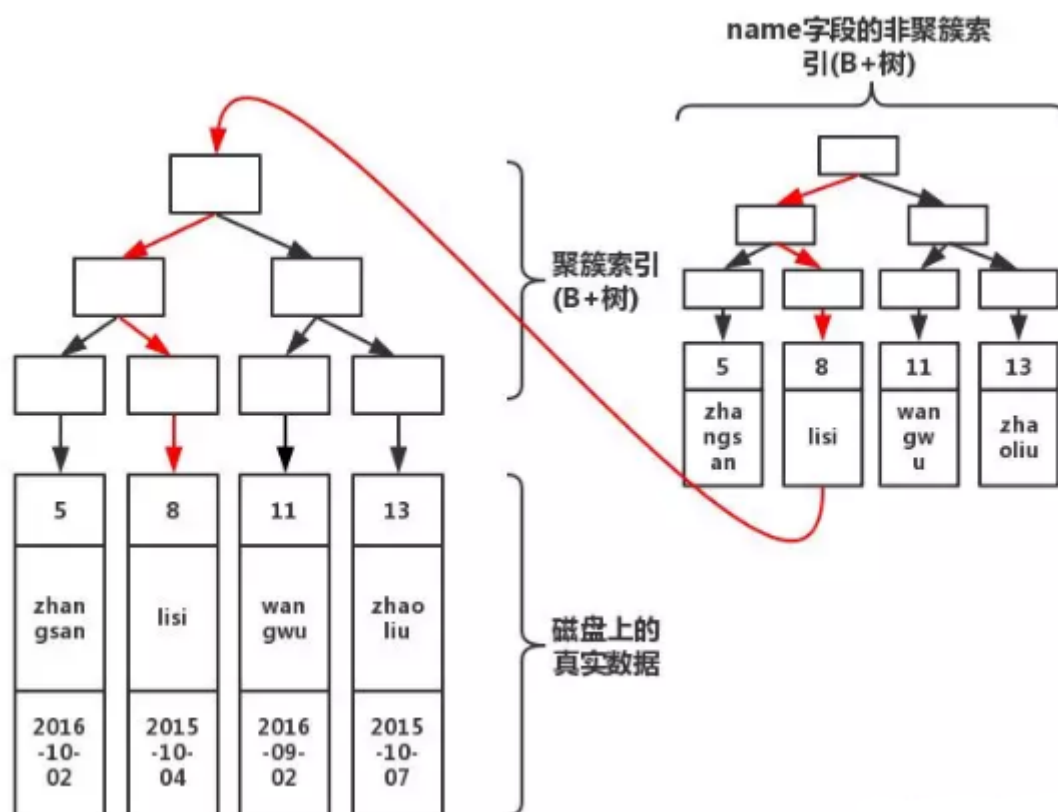 name字段的非聚簇索
引(B+树)
聚簇索引
(B+树)
5
8
11
13
zha
ngs
an
lisi
wan
gw
u
zha
oliu
5
8
11
13
zhan
gsan
lisi
wan
gwu
zhao
liu
磁盘上的
真实数据
2016
-10-
02
2015
-10-
04
2016
-09-
02
2015
-10-
07